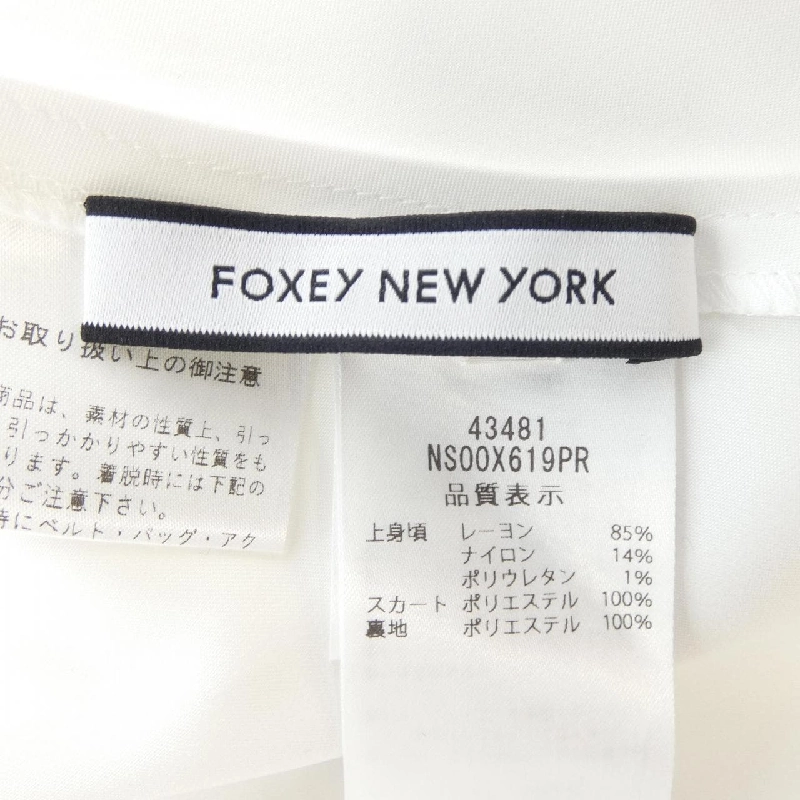 FOXEY NEW YORK
お取り扱い上の御注意
商品は、素材の性質上、引っ
引っかかりやすい性質をも
ります。着脱時には下記の
分ご注意下さい。
時にベルト・バッグ・アク
43481
NSOOX619PR
品質表示
上身頃 レーヨン 85%
ナイロン 14%
ポリウレタン 1%
スカート ポリエステル 100%
裏地 ポリエステル 100%